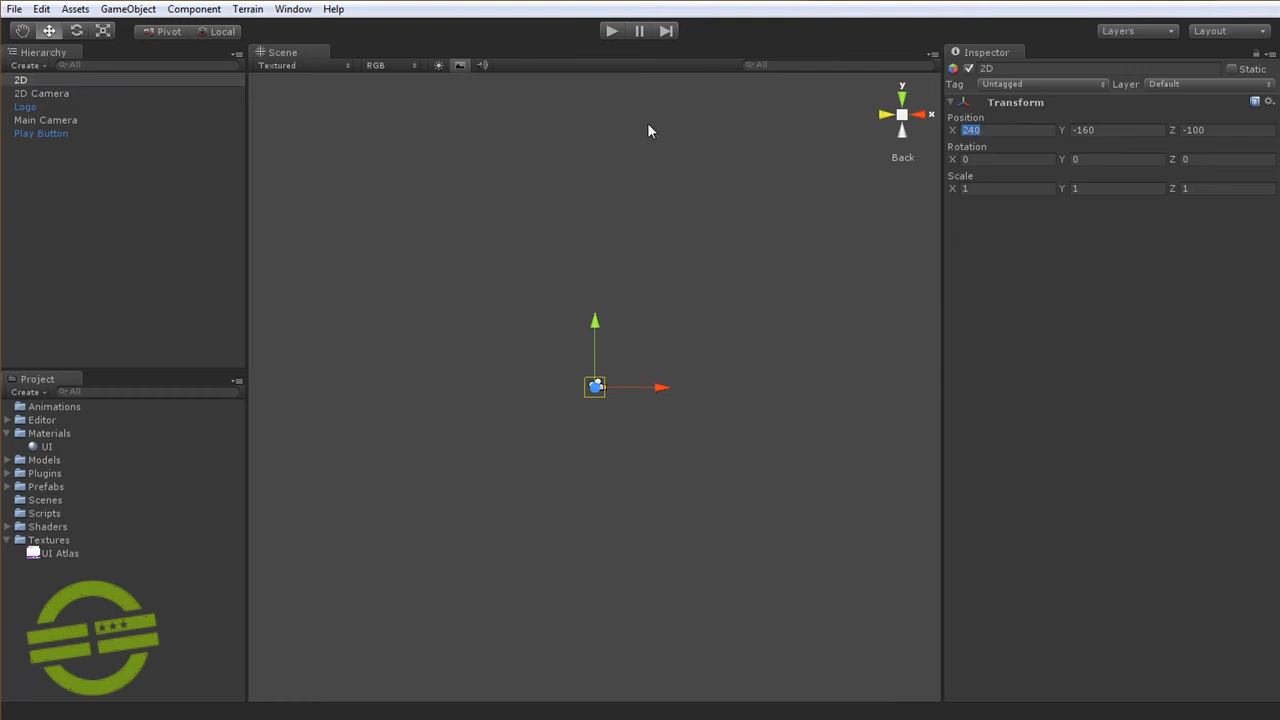 File Edit Assets GameObject Component Terrain Window Help
Pivot Local Layers Layout
Hierarchy
Create All
2D
2D Camera
Logo
Main Camera
Play Button
Project
Create All
Animations
Editor
Materials
UI
Models
Plugins
Prefabs
Scenes
Scripts
Shaders
Textures
UI Atlas
Scene
Textured RGB All
y
x
Back
Inspector
2D Static
Tag Untagged Layer Default
Transform
Position
X 240 Y -160 Z -100
Rotation
X 0 Y 0 Z 0
Scale
X 1 Y 1 Z 1